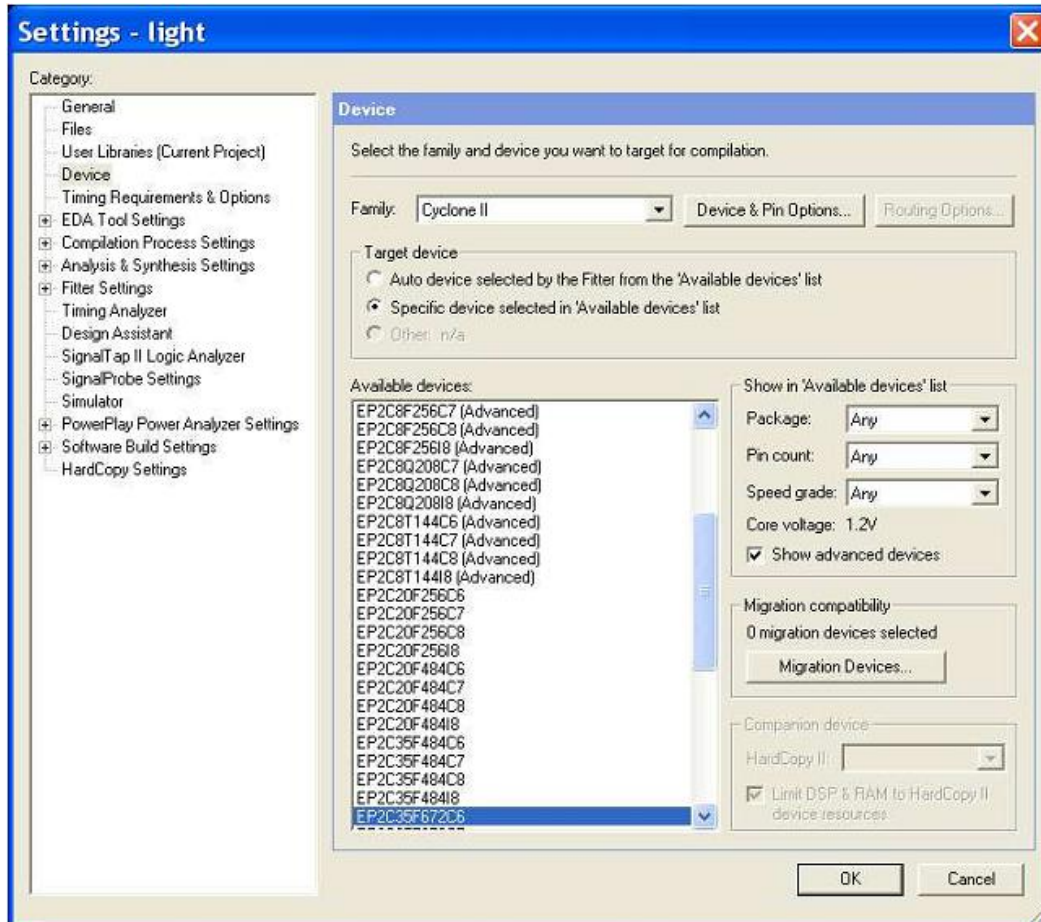 Settings - light
Category:
General
Files
User Libraries (Current Project)
Device
Timing Requirements & Options
EDA Tool Settings
Compilation Process Settings
Analysis & Synthesis Settings
Fitter Settings
Timing Analyzer
Design Assistant
SignalTap II Logic Analyzer
SignalProbe Settings
Simulator
PowerPlay Power Analyzer Settings
Software Build Settings
HardCopy Settings
Device
Select the family and device you want to target for compilation.
Family: Cyclone II Device & Pin Options... Routing Options...
Target device
Auto device selected by the Fitter from the 'Available devices' list
Specific device selected in 'Available devices' list
Other: n/a
Available devices:
EP2C8F256C7 (Advanced)
EP2C8F256C8 (Advanced)
EP2C8F256I8 (Advanced)
EP2C8Q208C7 (Advanced)
EP2C8Q208C8 (Advanced)
EP2C8Q208I8 (Advanced)
EP2C8T144C6 (Advanced)
EP2C8T144C7 (Advanced)
EP2C8T144C8 (Advanced)
EP2C8T144I8 (Advanced)
EP2C20F256C6
EP2C20F256C7
EP2C20F256C8
EP2C20F256I8
EP2C20F484C6
EP2C20F484C7
EP2C20F484C8
EP2C20F484I8
EP2C35F484C6
EP2C35F484C7
EP2C35F484C8
EP2C35F484I8
EP2C35F672C6
Show in 'Available devices' list
Package: Any
Pin count: Any
Speed grade: Any
Core voltage: 1.2V
Show advanced devices
Migration compatibility
0 migration devices selected
Migration Devices...
Companion device
HardCopy II:
Limit DSP & RAM to HardCopy II
device resources
OK Cancel